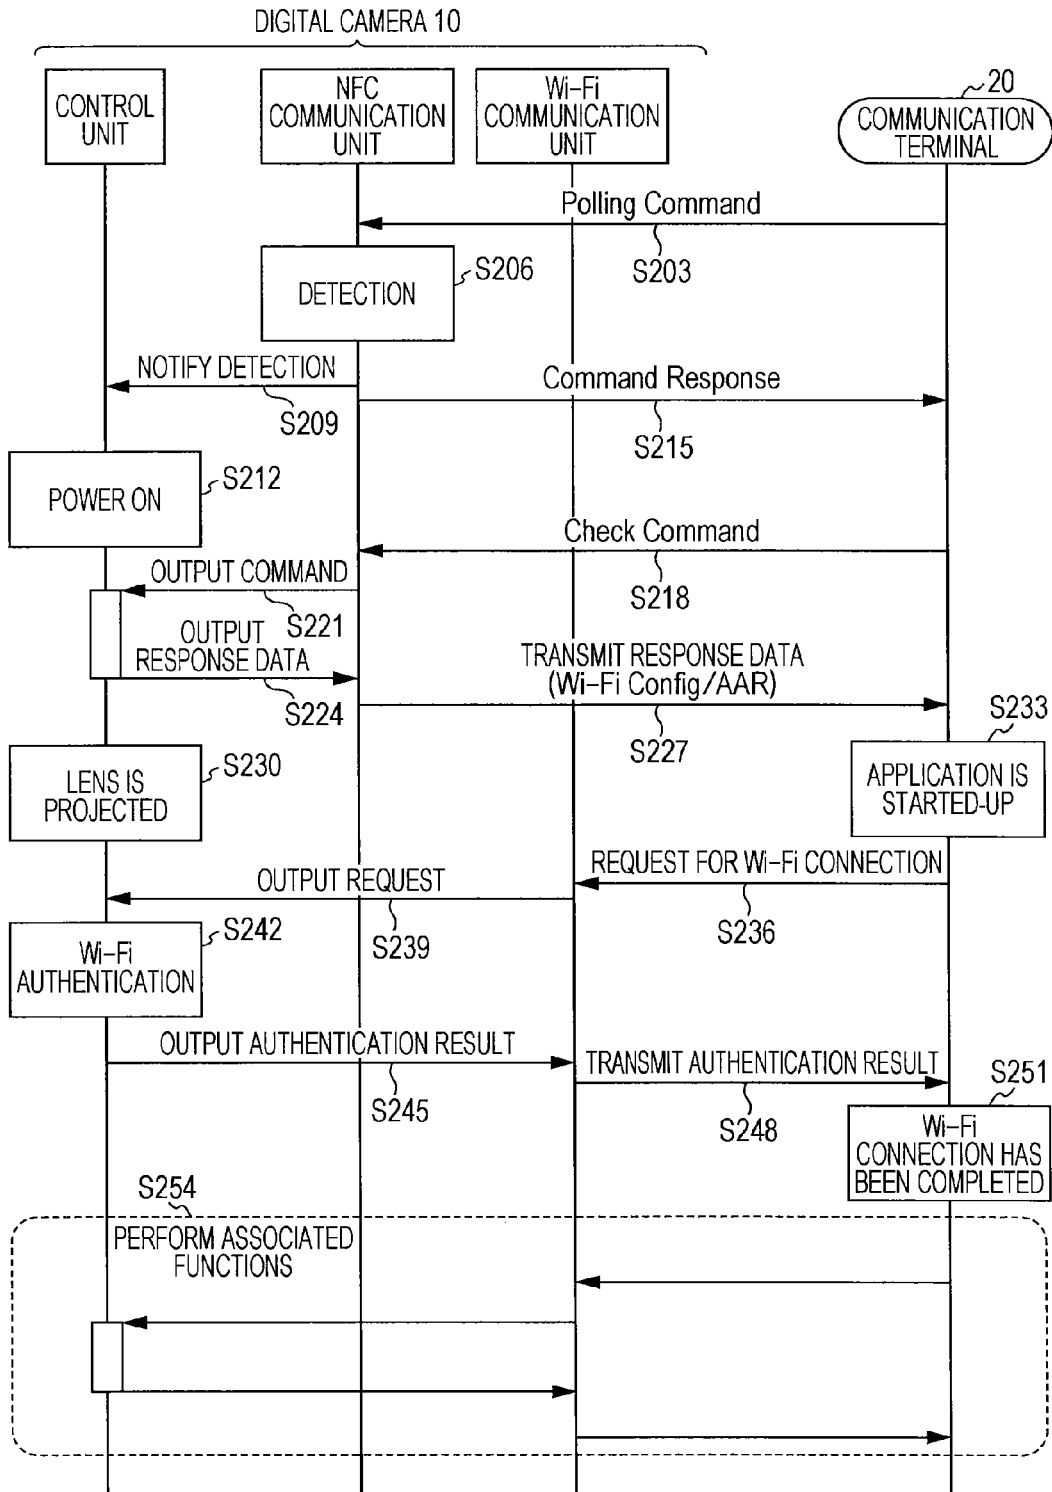 DIGITAL CAMERA 10
CONTROL
UNIT
NFC
COMMUNICATION
UNIT
Wi-Fi
COMMUNICATION
UNIT
20
COMMUNICATION
TERMINAL
Polling Command
S203
S206
DETECTION
NOTIFY DETECTION
S209
Command Response
S215
S212
POWER ON
Check Command
S218
OUTPUT COMMAND
S221
OUTPUT
RESPONSE DATA
S224
TRANSMIT RESPONSE DATA
(Wi-Fi Config/AAR)
S227
S230
LENS IS
PROJECTED
S233
APPLICATION IS
STARTED-UP
REQUEST FOR Wi-Fi CONNECTION
S236
OUTPUT REQUEST
S239
S242
Wi-Fi
AUTHENTICATION
OUTPUT AUTHENTICATION RESULT
S245
TRANSMIT AUTHENTICATION RESULT
S248
S251
Wi-Fi
CONNECTION HAS
BEEN COMPLETED
S254
PERFORM ASSOCIATED
FUNCTIONS